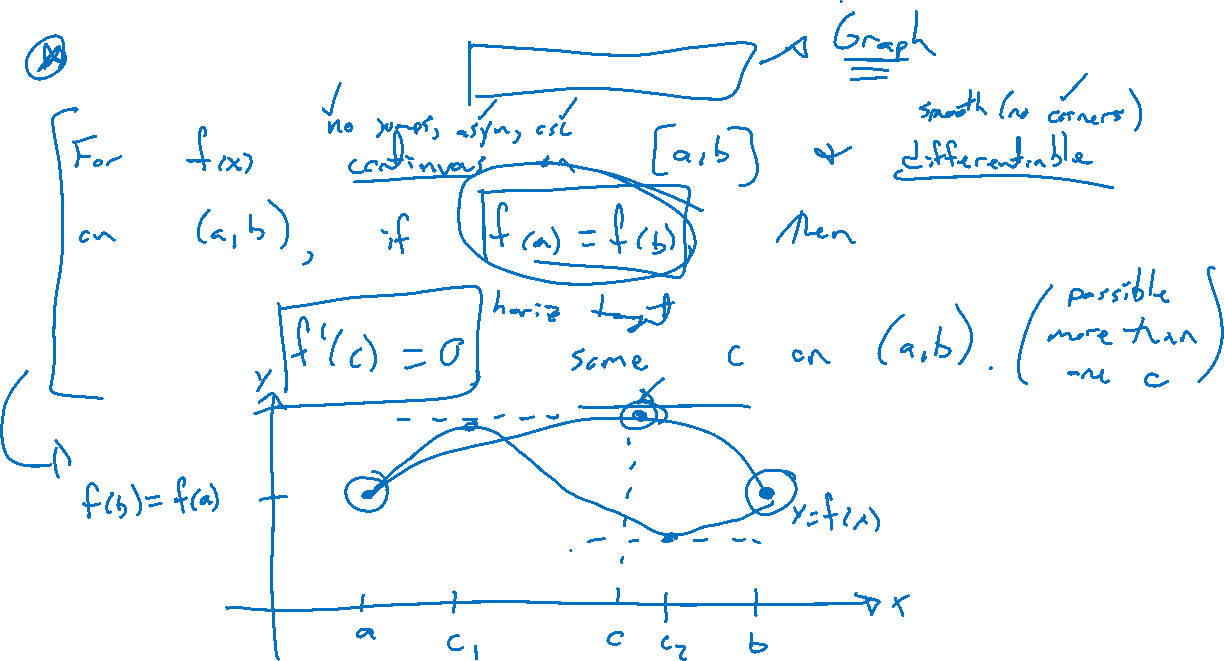 Graph
no jumps, asym, osc
smooth (no corners)
For f(x) continuous on [a,b] & differentiable
on (a,b), if f(a) = f(b) then
horiz tangt
f'(c) = 0 some c on (a,b). (possible
more than
one c)
y
f(b) = f(a)
y=f(x)
x
a c₁ c c₂ b